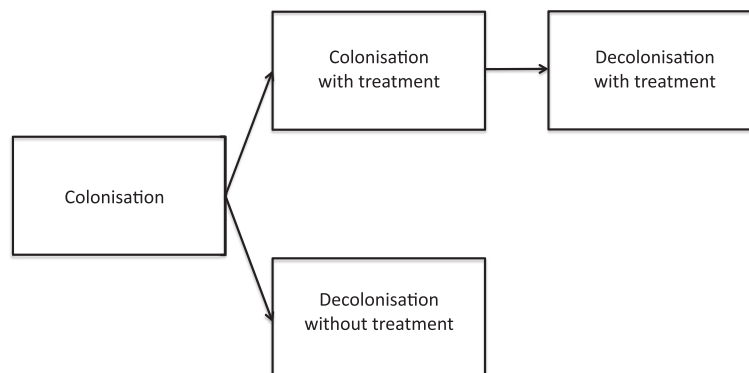 Colonisation
with treatment
Decolonisation
with treatment
Colonisation
Decolonisation
without treatment